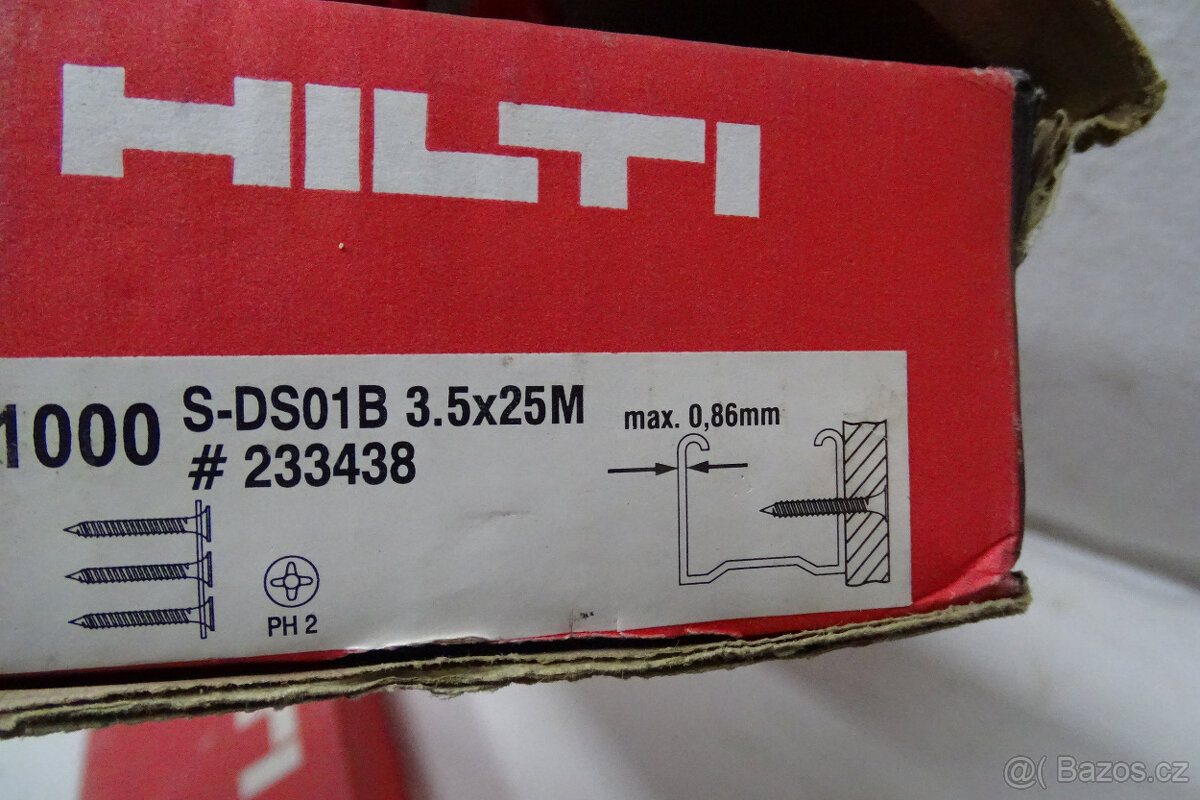 HILTI
1000 S-DS01B 3.5x25M
# 233438
max. 0,86mm
PH 2
@( Bazos.cz